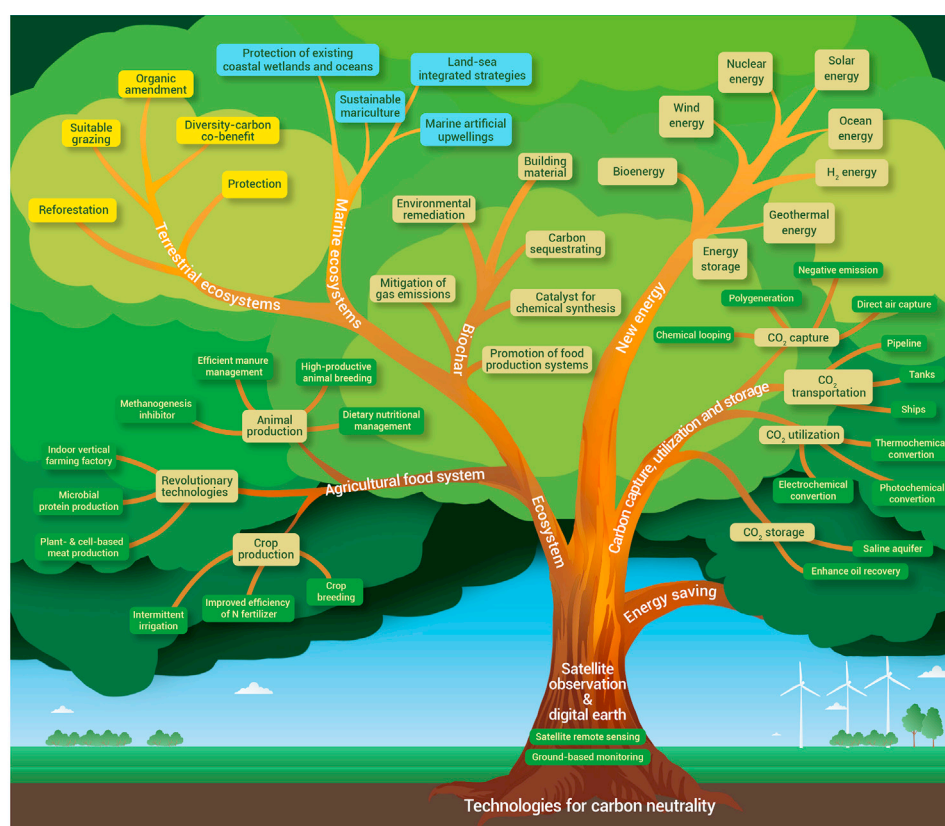 Organic
amendment
Suitable
grazing
Diversity-carbon
co-benefit
Protection
Reforestation
Terrestrial ecosystems
Protection of existing
coastal wetlands and oceans
Land-sea
integrated strategies
Sustainable
mariculture
Marine artificial
upwellings
Marine ecosystems
Building
material
Environmental
remediation
Carbon
sequestrating
Mitigation of
gas emissions
Catalyst for
chemical synthesis
Promotion of food
production systems
Biochar
Nuclear
energy
Solar
energy
Wind
energy
Ocean
energy
Bioenergy
H₂ energy
Geothermal
energy
Energy
storage
New energy
Negative emission
Polygeneration
Direct air capture
Chemical looping
CO₂ capture
Pipeline
CO₂
transportation
Tanks
Ships
CO₂ utilization
Thermochemical
convertion
Electrochemical
convertion
Photochemical
convertion
CO₂ storage
Saline aquifer
Enhance oil recovery
Carbon capture, utilization and storage
Efficient manure
management
High-productive
animal breeding
Methanogenesis
inhibitor
Animal
production
Dietary nutritional
management
Indoor vertical
farming factory
Revolutionary
technologies
Microbial
protein production
Plant- & cell-based
meat production
Agricultural food system
Crop
production
Crop
breeding
Improved efficiency
of N fertilizer
Intermittent
irrigation
Ecosystem
Energy saving
Satellite
observation
&
digital earth
Satellite remote sensing
Ground-based monitoring
Technologies for carbon neutrality